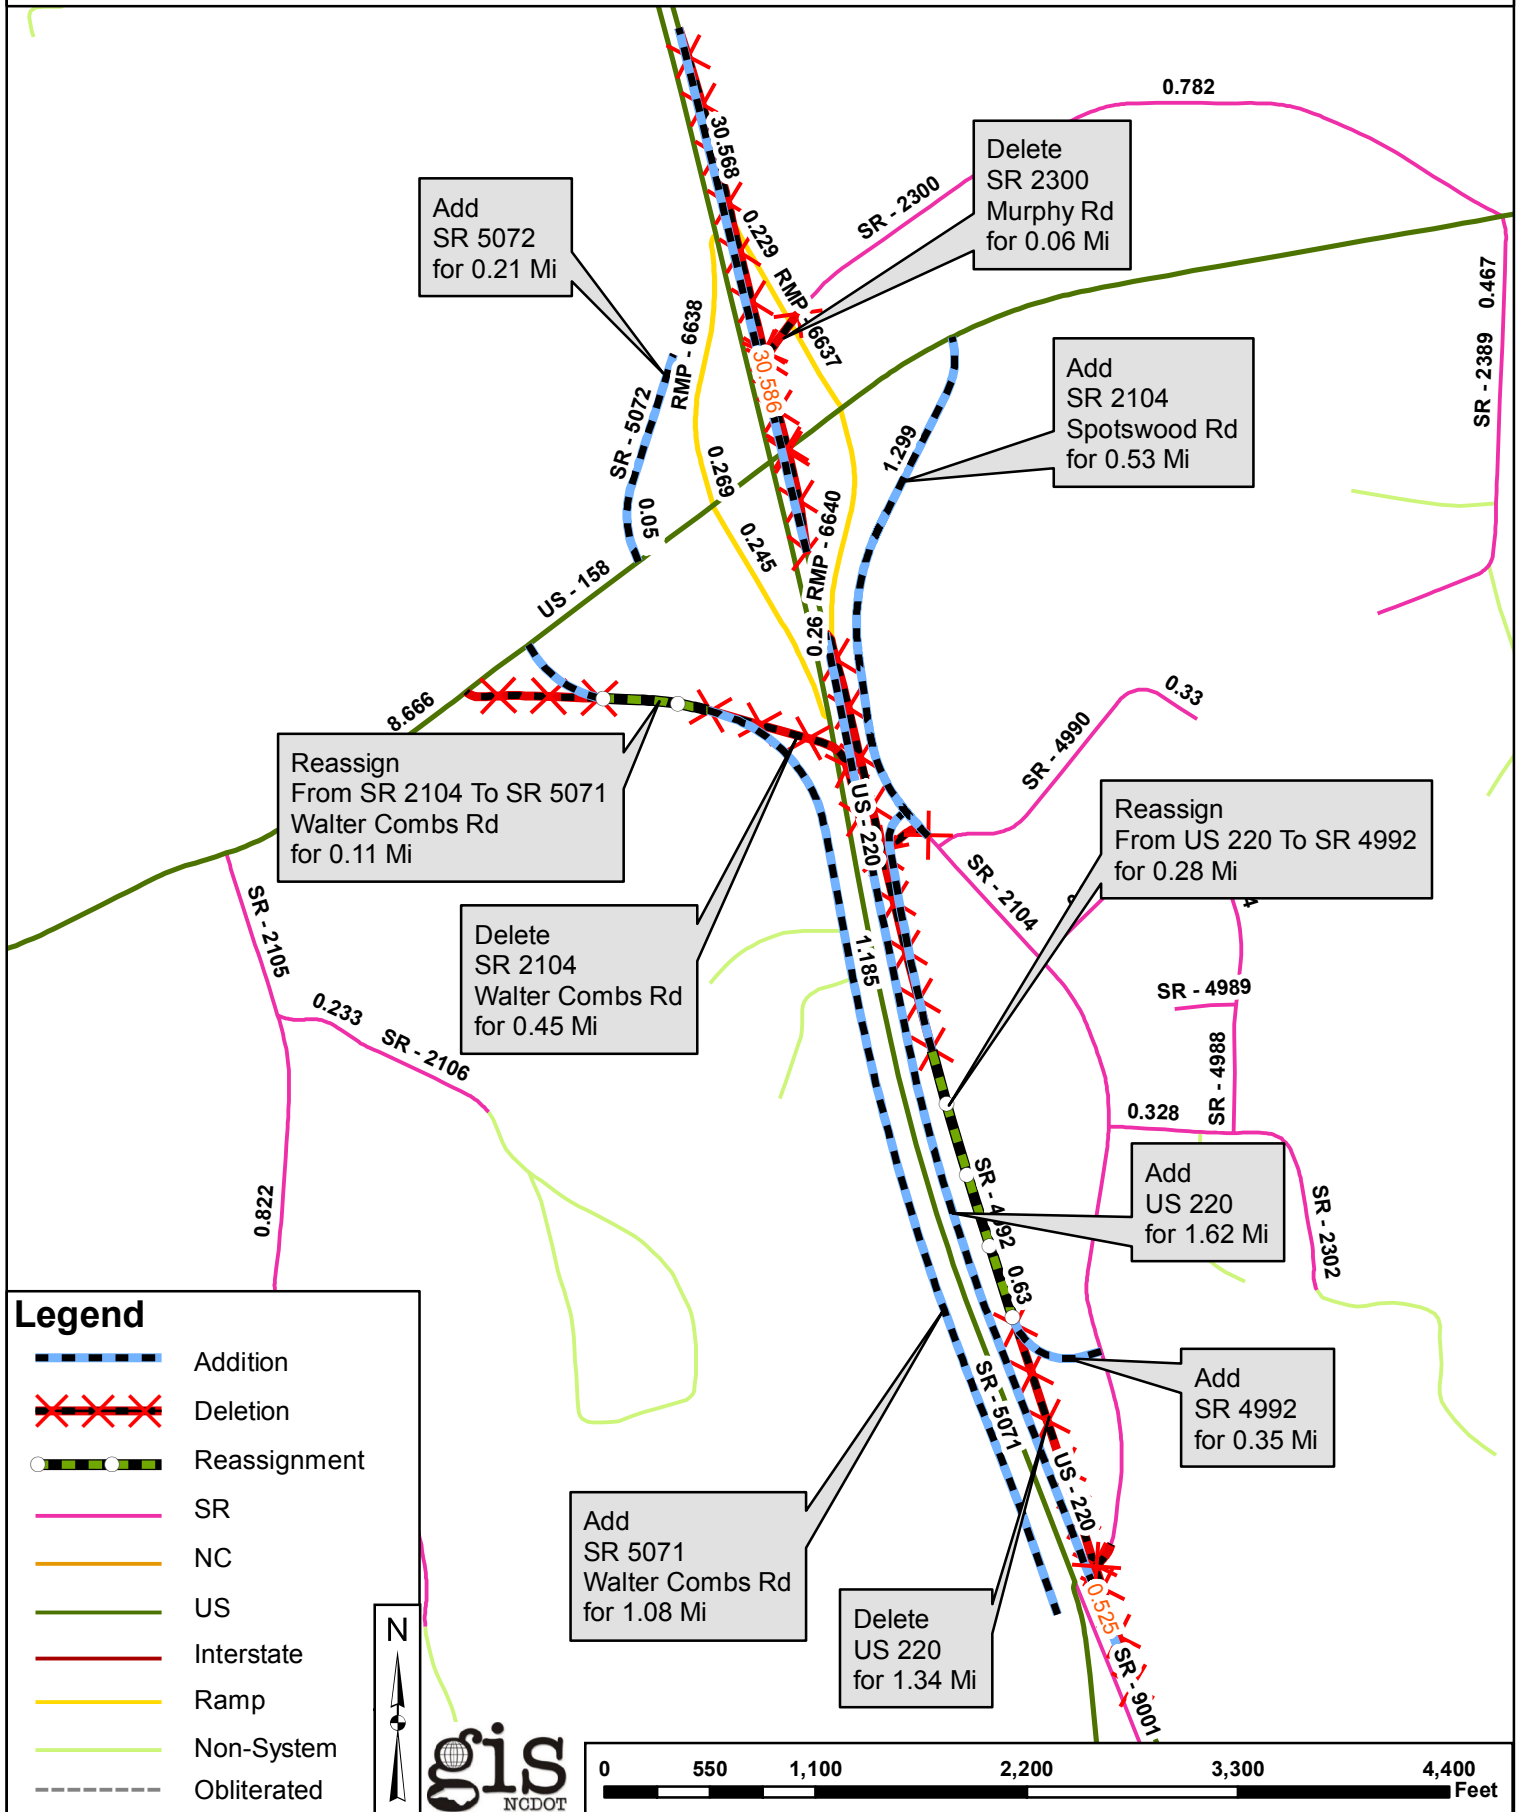 0.782
Delete
SR 2300
Murphy Rd
for 0.06 Mi
30.568
SR - 2300
Add
SR 5072
for 0.21 Mi
0.229
RMP - 6637
0.467
SR - 2389
RMP - 6638
30.586
Add
SR 2104
Spotswood Rd
for 0.53 Mi
SR - 5072
1.299
0.269
0.05
RMP - 6640
0.245
US - 158
0.26
8.666
0.33
SR - 4990
Reassign
From SR 2104 To SR 5071
Walter Combs Rd
for 0.11 Mi
US - 220
Reassign
From US 220 To SR 4992
for 0.28 Mi
SR - 2105
SR - 2104
Delete
SR 2104
Walter Combs Rd
for 0.45 Mi
1.185
SR - 4989
0.233
SR - 2106
SR - 4988
0.328
Add
US 220
for 1.62 Mi
0.822
SR - 2302
0.63
Add
SR 4992
for 0.35 Mi
SR - 5071
US - 220
Add
SR 5071
Walter Combs Rd
for 1.08 Mi
Delete
US 220
for 1.34 Mi
0.525
SR - 9001
Legend
Addition
Deletion
Reassignment
SR
NC
US
Interstate
Ramp
Non-System
Obliterated
N
gis
NCDOT
0 550 1,100 2,200 3,300 4,400
Feet